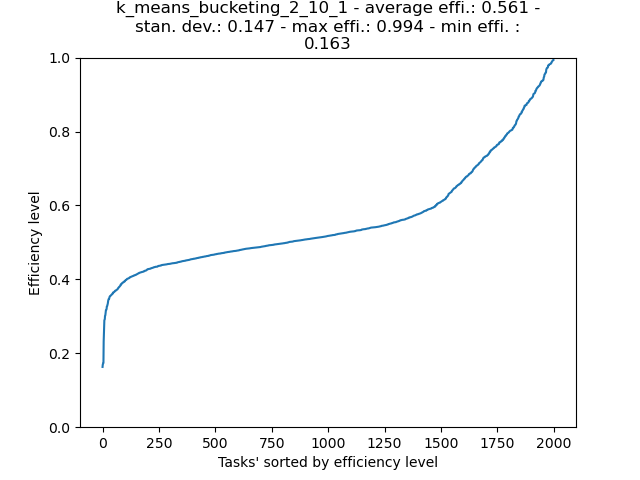 k_means_bucketing_2_10_1 - average effi.: 0.561 -
stan. dev.: 0.147 - max effi.: 0.994 - min effi. :
0.163
1.0
0.8
0.6
0.4
0.2
0.0
Efficiency level
0 250 500 750 1000 1250 1500 1750 2000
Tasks' sorted by efficiency level